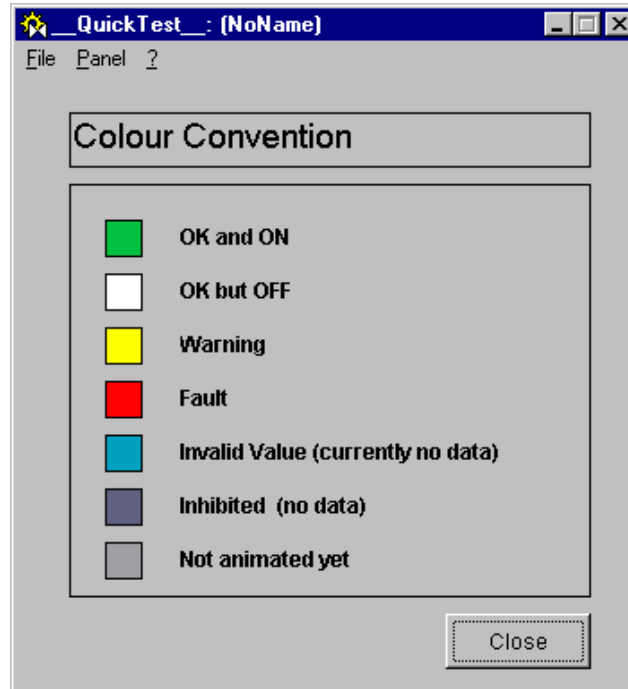 __QuickTest__: (NoName)
File Panel ?
Colour Convention
OK and ON
OK but OFF
Warning
Fault
Invalid Value (currently no data)
Inhibited (no data)
Not animated yet
Close